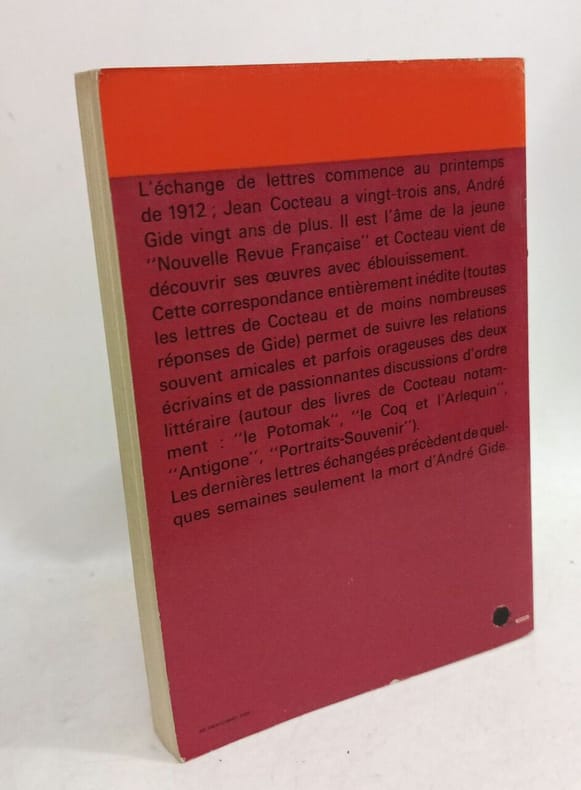 L'échange de lettres commence au printemps
de 1912 ; Jean Cocteau a vingt-trois ans, André
Gide vingt ans de plus. Il est l'âme de la jeune
"Nouvelle Revue Française" et Cocteau vient de
découvrir ses œuvres avec éblouissement.
Cette correspondance entièrement inédite (toutes
les lettres de Cocteau et de moins nombreuses
réponses de Gide) permet de suivre les relations
souvent amicales et parfois orageuses des deux
écrivains et de passionnantes discussions d'ordre
littéraire (autour des livres de Cocteau notam-
ment : "le Potomak", "le Coq et l'Arlequin",
"Antigone", "Portraits-Souvenir").
Les dernières lettres échangées précèdent de quel-
ques semaines seulement la mort d'André Gide.